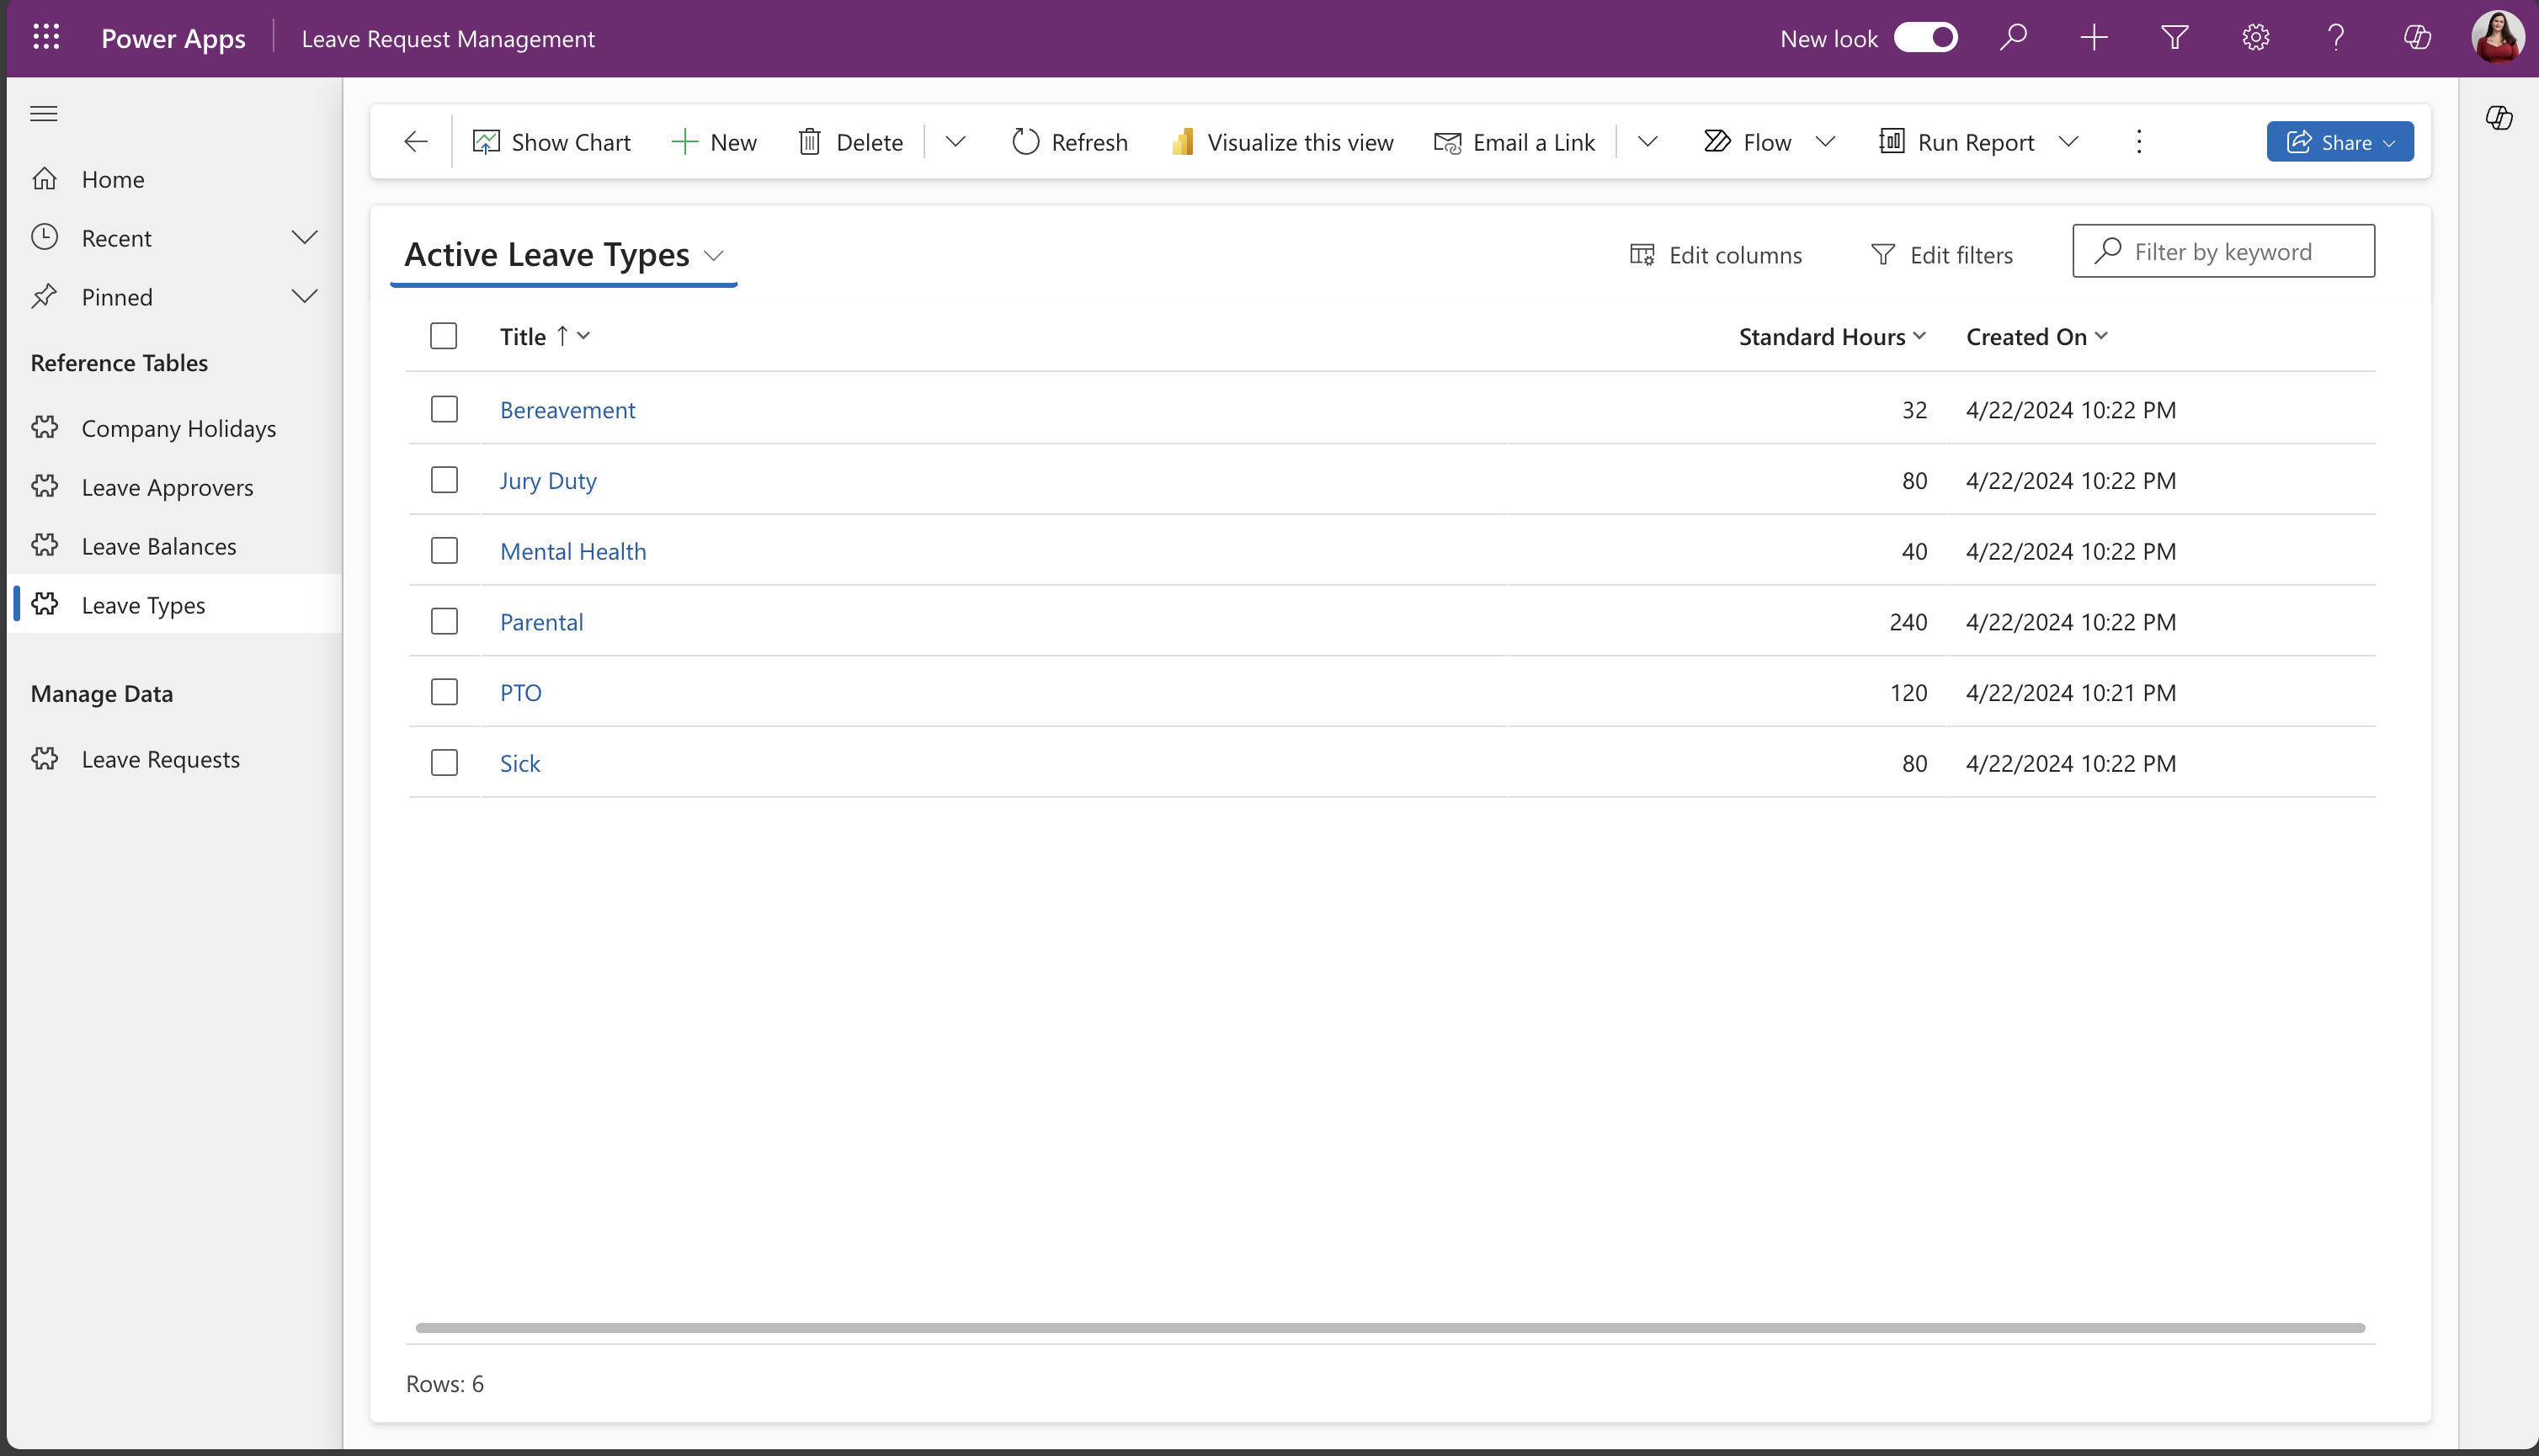 Power Apps
Leave Request Management
New look
Home
Recent
Pinned
Reference Tables
Company Holidays
Leave Approvers
Leave Balances
Leave Types
Manage Data
Leave Requests
Show Chart
New
Delete
Refresh
Visualize this view
Email a Link
Flow
Run Report
Share
Active Leave Types
Edit columns
Edit filters
Filter by keyword
Title Standard Hours Created On
Bereavement 32 4/22/2024 10:22 PM
Jury Duty 80 4/22/2024 10:22 PM
Mental Health 40 4/22/2024 10:22 PM
Parental 240 4/22/2024 10:22 PM
PTO 120 4/22/2024 10:21 PM
Sick 80 4/22/2024 10:22 PM
Rows: 6